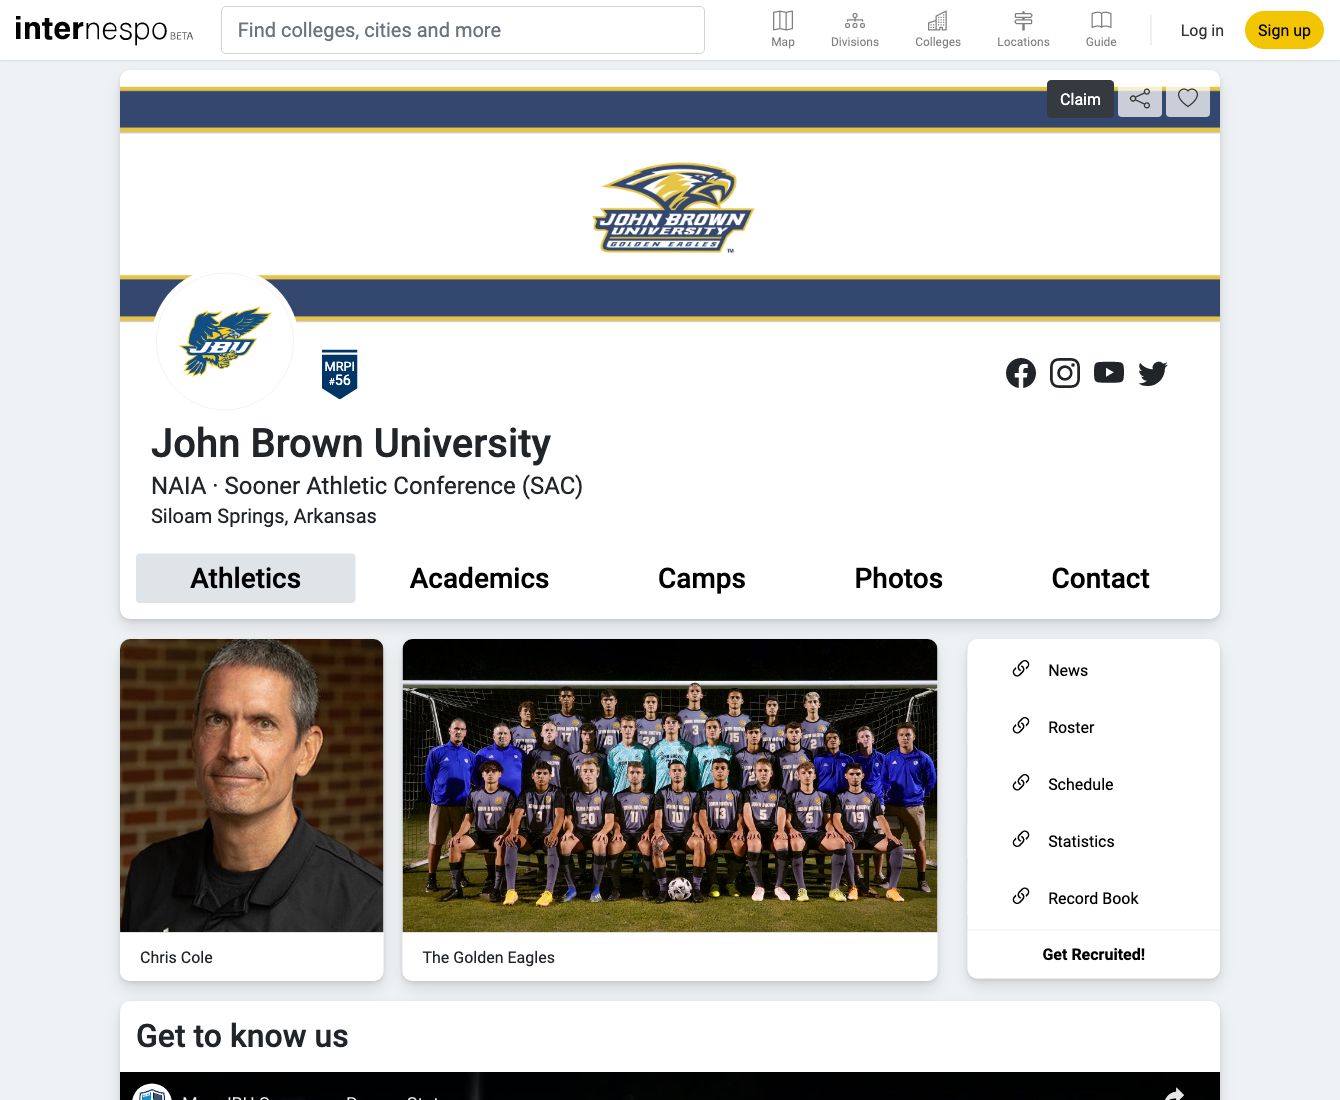 internespo BETA
Find colleges, cities and more
Map
Divisions
Colleges
Locations
Guide
Log in
Sign up
Claim
JOHN BROWN
UNIVERSITY
GOLDEN EAGLES
TM
JBU
MRPI
#56
John Brown University
NAIA · Sooner Athletic Conference (SAC)
Siloam Springs, Arkansas
Athletics
Academics
Camps
Photos
Contact
Chris Cole
The Golden Eagles
News
Roster
Schedule
Statistics
Record Book
Get Recruited!
Get to know us